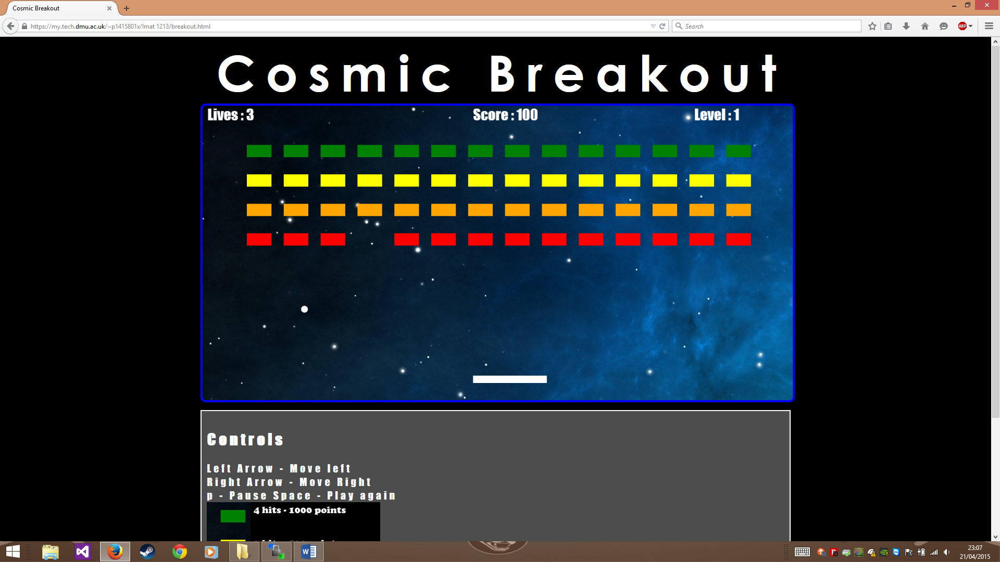 Cosmic Breakout
https://my.tech.dmu.ac.uk/~p1415801x/Imat 1213/breakout.html
Search
ABP
Cosmic Breakout
Lives : 3
Score : 100
Level : 1
Controls
Left Arrow - Move left
Right Arrow - Move Right
p - Pause Space - Play again
4 hits - 1000 points
23:07
21/04/2015